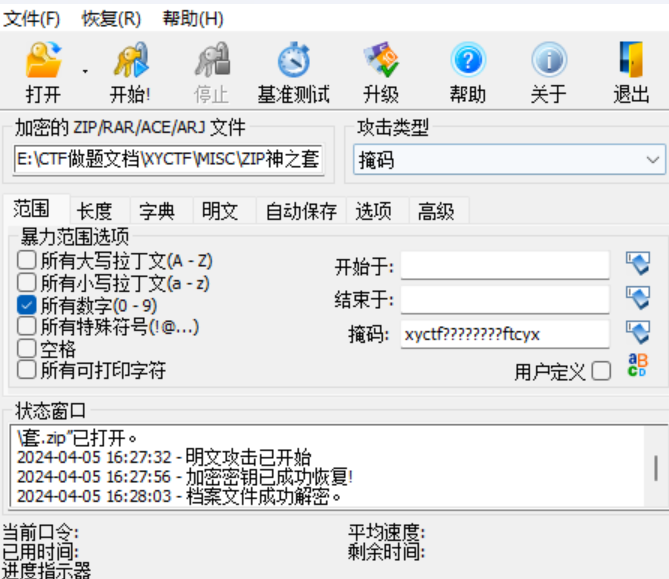 文件(F) 恢复(R) 帮助(H)
打开 开始! 停止 基准测试 升级 帮助 关于 退出
加密的 ZIP/RAR/ACE/ARJ 文件 攻击类型
E:\CTF做题文档\XYCTF\MISC\ZIP神之套 掩码
范围 长度 字典 明文 自动保存 选项 高级
暴力范围选项
所有大写拉丁文(A - Z) 开始于:
所有小写拉丁文(a - z) 结束于:
所有数字(0 - 9) 掩码: xyctf????????ftcyx
所有特殊符号(!@...)
空格
所有可打印字符 用户定义
状态窗口
\套.zip"已打开。
2024-04-05 16:27:32 - 明文攻击已开始
2024-04-05 16:27:56 - 加密密钥已成功恢复!
2024-04-05 16:28:03 - 档案文件成功解密。
当前口令: 平均速度:
已用时间: 剩余时间:
进度指示器